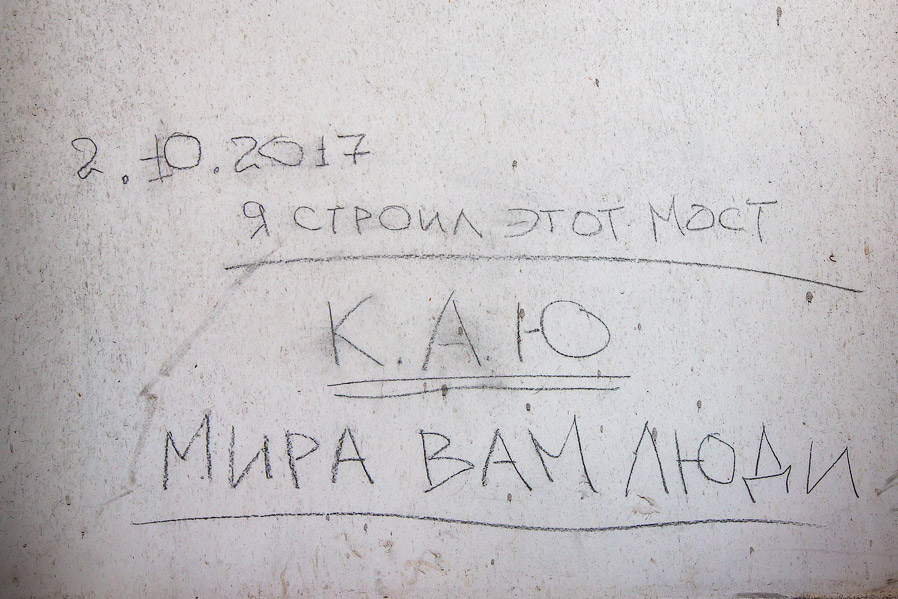 2.10.2017
Я СТРОИЛ ЭТОТ МОСТ
К.А.Ю
МИРА ВАМ ЛЮДИ